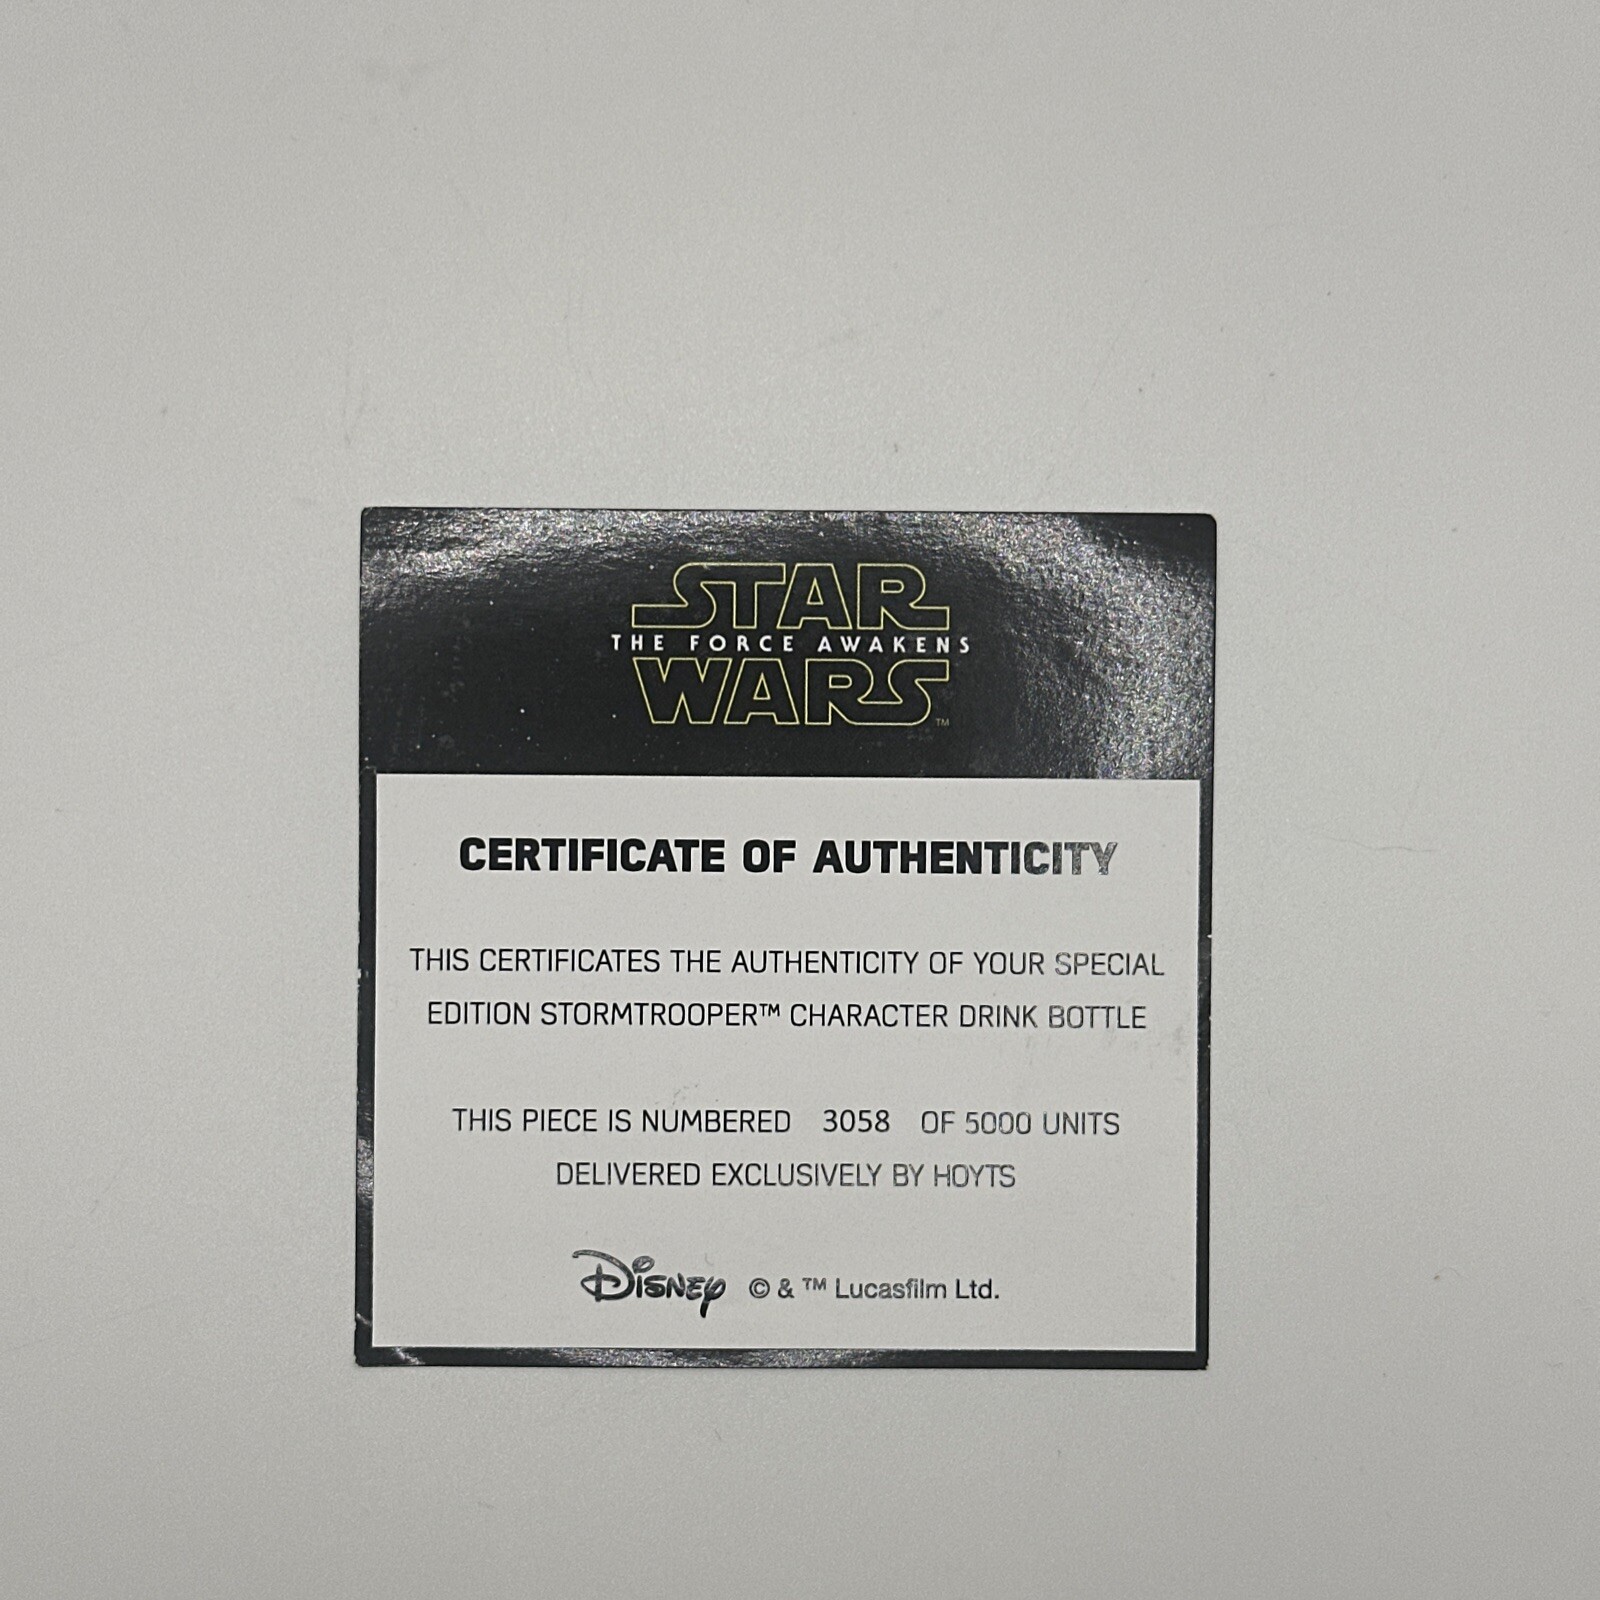 STAR
THE FORCE AWAKENS
WARS™
CERTIFICATE OF AUTHENTICITY
THIS CERTIFICATES THE AUTHENTICITY OF YOUR SPECIAL
EDITION STORMTROOPER™ CHARACTER DRINK BOTTLE
THIS PIECE IS NUMBERED 3058 OF 5000 UNITS
DELIVERED EXCLUSIVELY BY HOYTS
Disney © & ™ Lucasfilm Ltd.